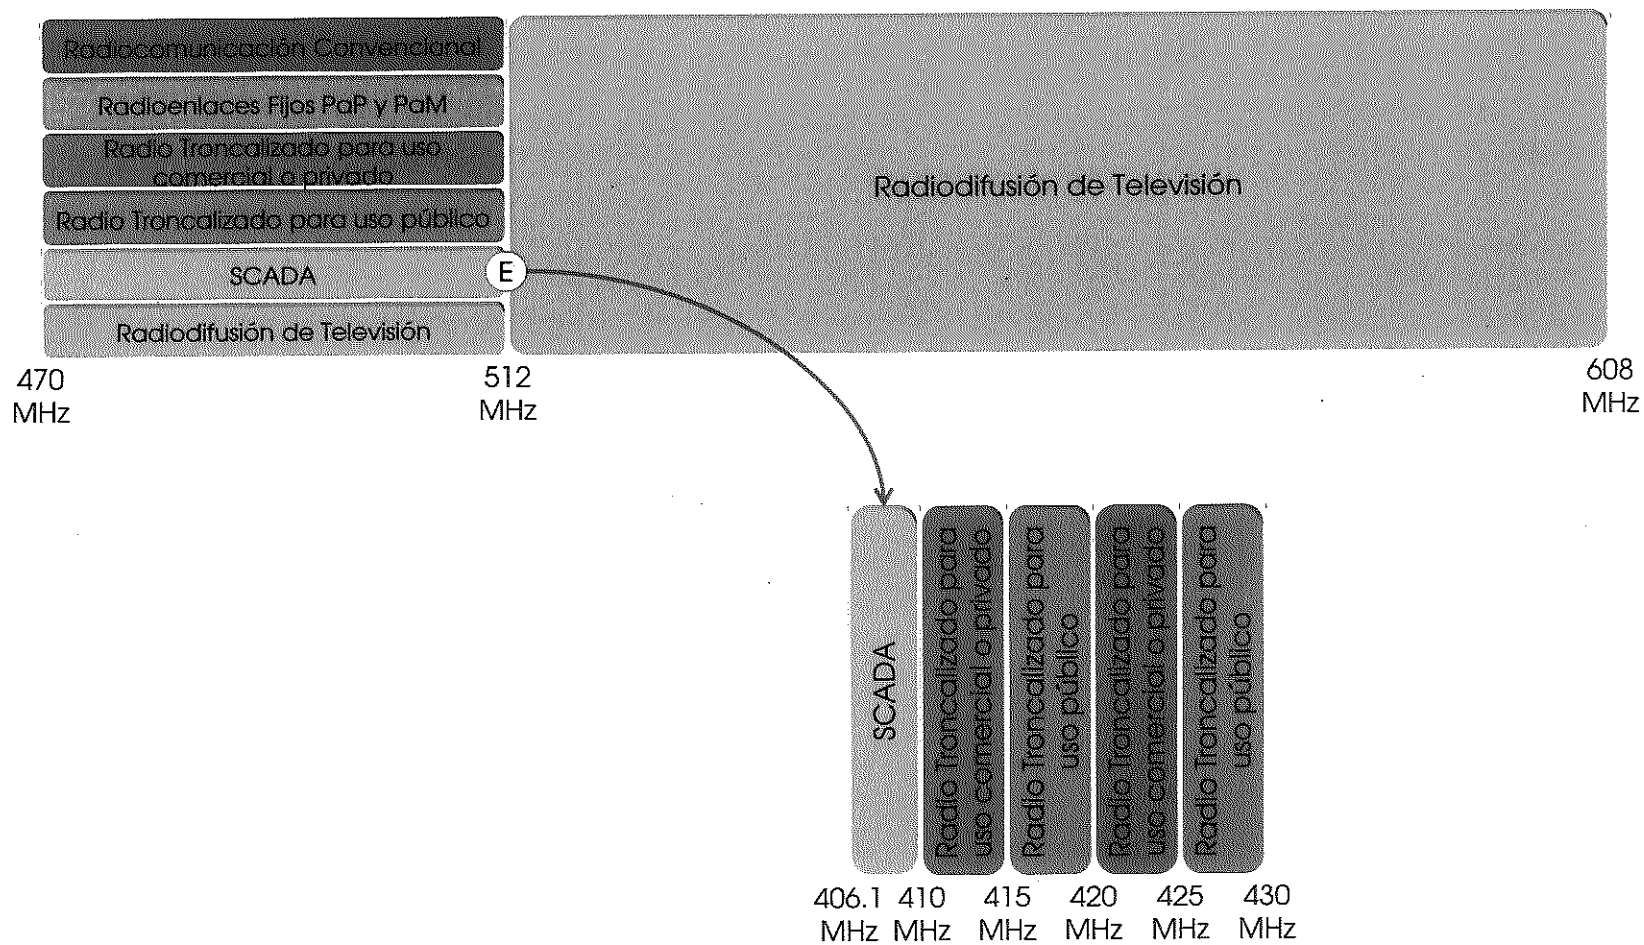 Radiocomunicación Convencional
Radioenlaces Fijos PaP y PaM
Radio Troncalizado para uso
comercial o privado
Radio Troncalizado para uso público
SCADA
Radiodifusión de Televisión
E
Radiodifusión de Televisión
470
MHz
512
MHz
608
MHz
SCADA
Radio Troncalizado para
uso comercial o privado
Radio Troncalizado para
uso público
Radio Troncalizado para
uso comercial o privado
Radio Troncalizado para
uso público
406.1
MHz
410
MHz
415
MHz
420
MHz
425
MHz
430
MHz